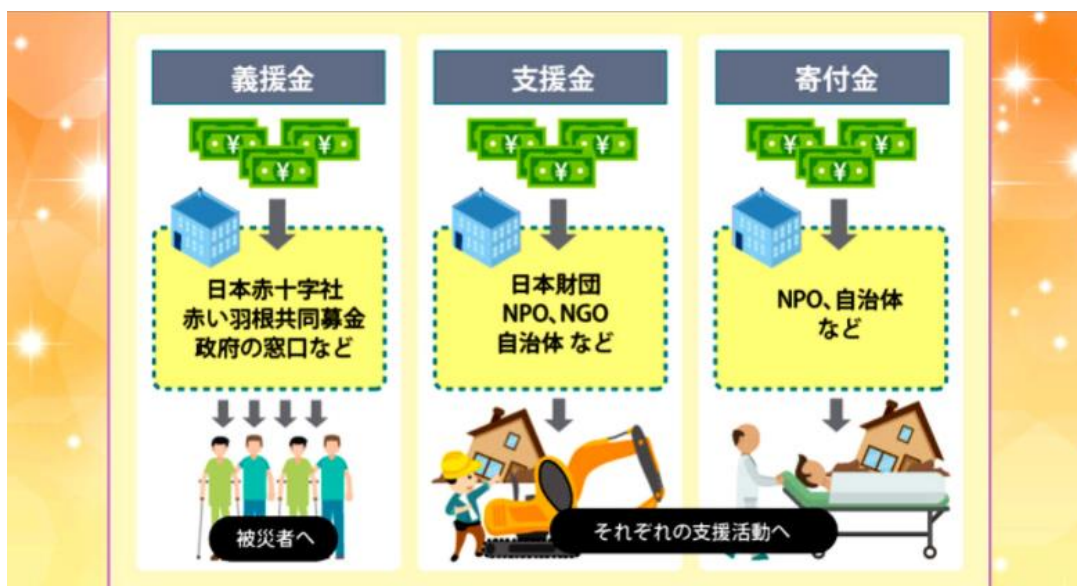 義援金
¥ ¥ ¥
日本赤十字社
赤い羽根共同募金
政府の窓口など
被災者へ
支援金
¥ ¥ ¥
日本財団
NPO、NGO
自治体 など
寄付金
¥ ¥ ¥
NPO、自治体
など
それぞれの支援活動へ